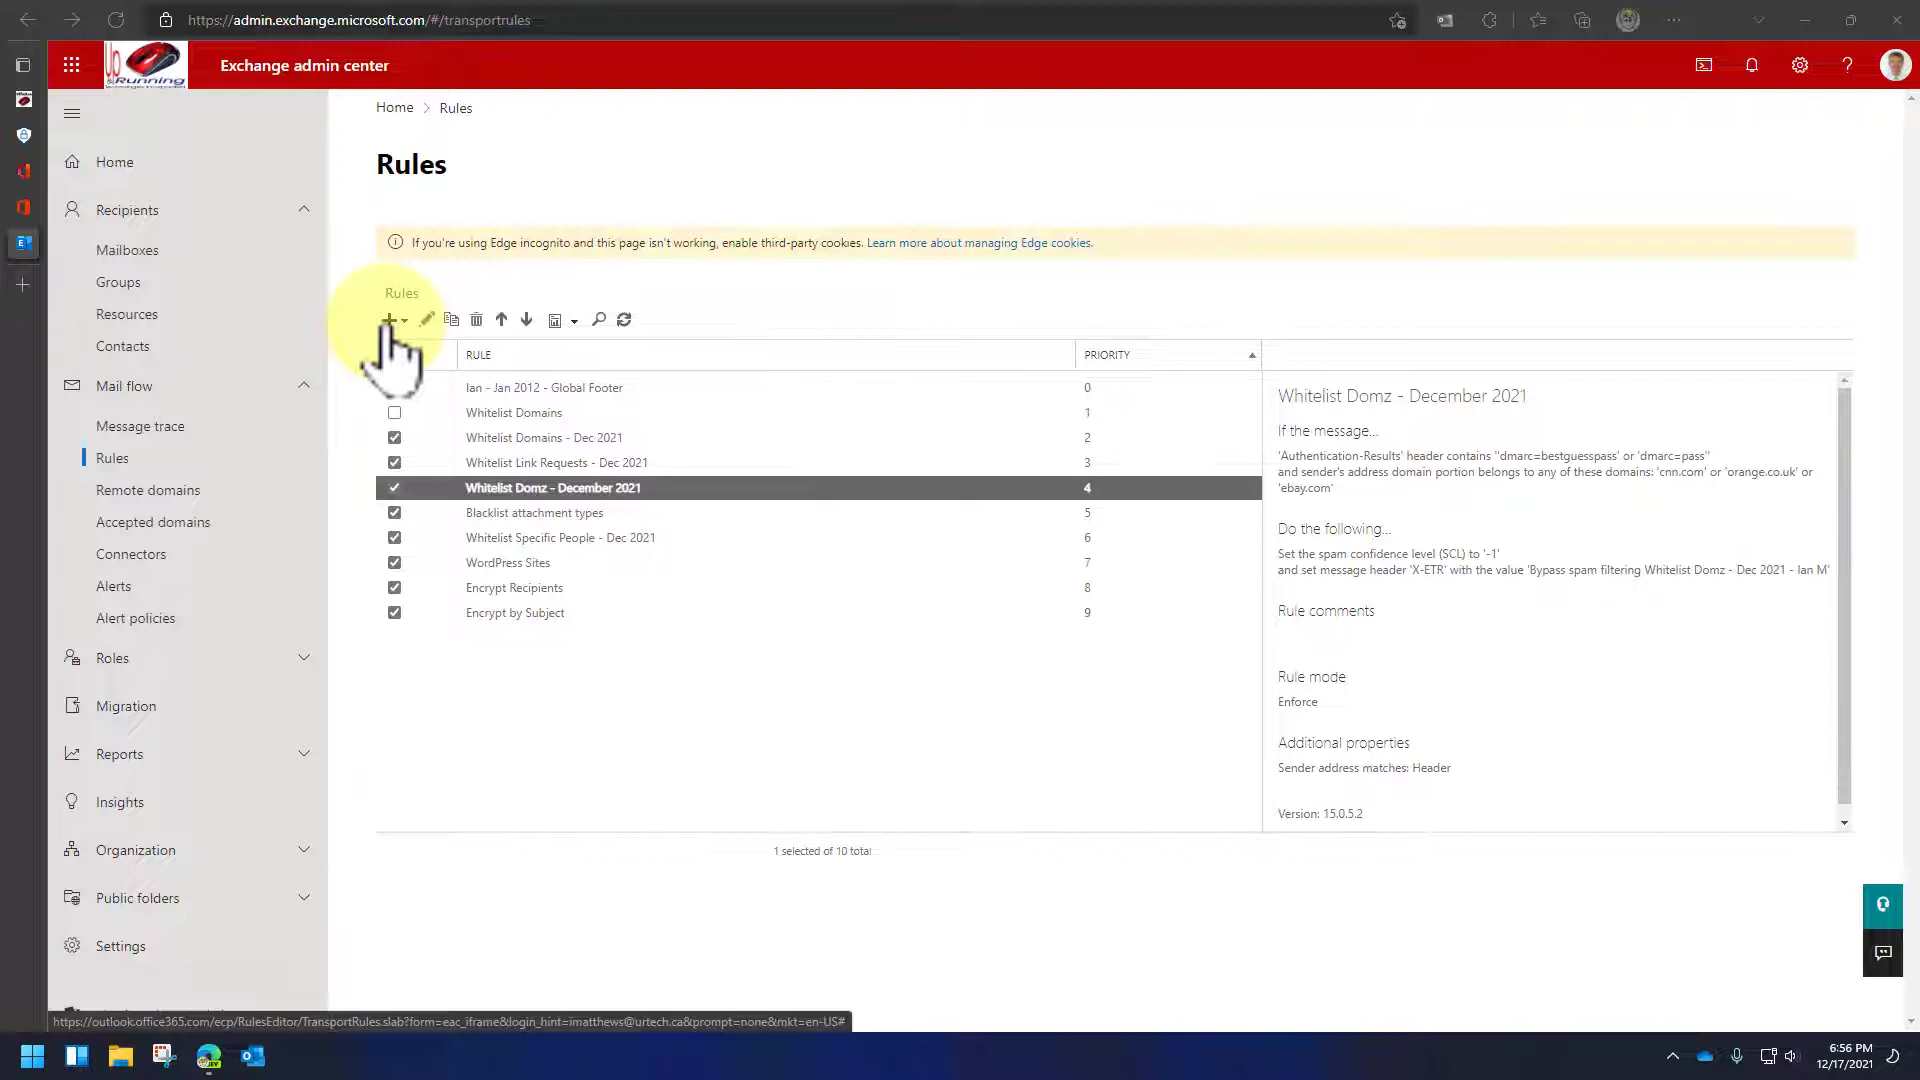 https://admin.exchange.microsoft.com/#/transportrules
Up
Running
Exchange admin center
Home
Recipients
Mailboxes
Groups
Resources
Contacts
Mail flow
Message trace
Rules
Remote domains
Accepted domains
Connectors
Alerts
Alert policies
Roles
Migration
Reports
Insights
Organization
Public folders
Settings
Home > Rules
Rules
If you're using Edge incognito and this page isn't working, enable third-party cookies. Learn more about managing Edge cookies.
Rules
RULE PRIORITY
Ian - Jan 2012 - Global Footer 0
Whitelist Domains 1
Whitelist Domains - Dec 2021 2
Whitelist Link Requests - Dec 2021 3
Whitelist Domz - December 2021 4
Blacklist attachment types 5
Whitelist Specific People - Dec 2021 6
WordPress Sites 7
Encrypt Recipients 8
Encrypt by Subject 9
1 selected of 10 total
Whitelist Domz - December 2021
If the message...
'Authentication-Results' header contains ''dmarc=bestguesspass' or 'dmarc=pass''
and sender's address domain portion belongs to any of these domains: 'cnn.com' or 'orange.co.uk' or
'ebay.com'
Do the following...
Set the spam confidence level (SCL) to '-1'
and set message header 'X-ETR' with the value 'Bypass spam filtering Whitelist Domz - Dec 2021 - Ian M'
Rule comments
Rule mode
Enforce
Additional properties
Sender address matches: Header
Version: 15.0.5.2
https://outlook.office365.com/ecp/RulesEditor/TransportRules.slab?form=eac_iframe&login_hint=imatthews@urtech.ca&prompt=none&mkt=en-US#
6:56 PM
12/17/2021